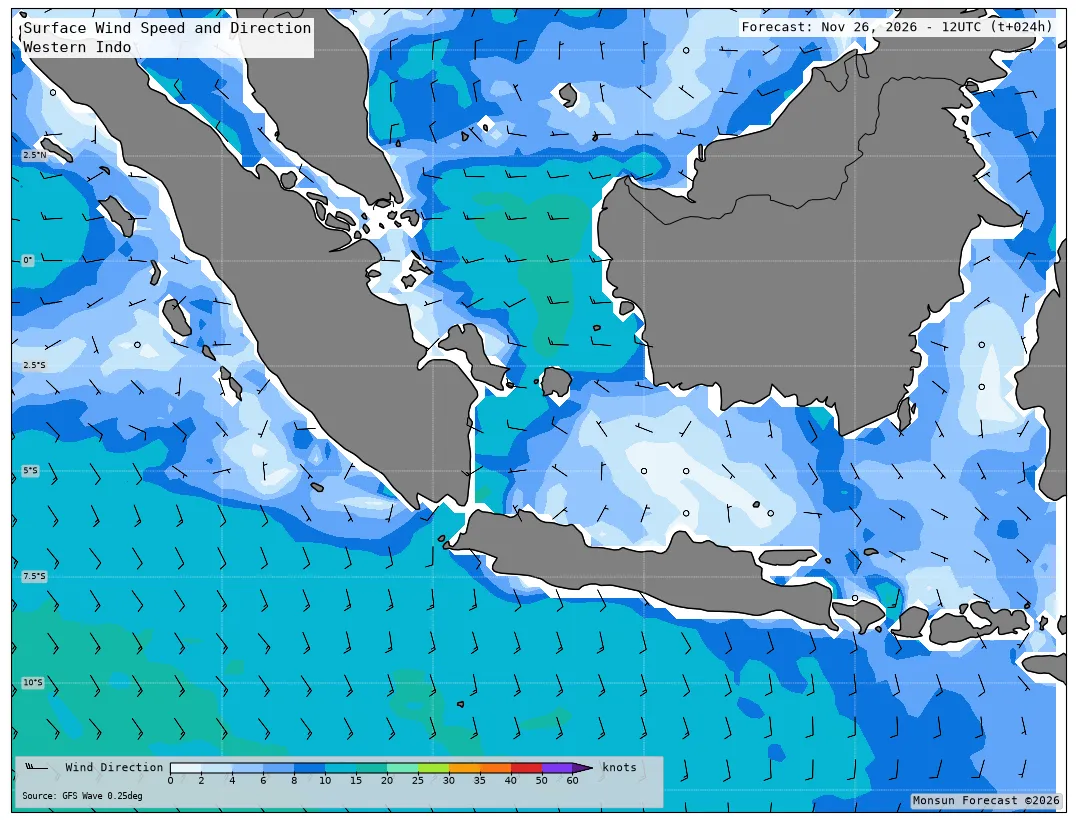 Surface Wind Speed and Direction
Western Indo
Forecast: Nov 26, 2026 - 12UTC (t+024h)
2.5°N
0°
2.5°S
5°S
7.5°S
10°S
Wind Direction
0 2 4 6 8 10 15 20 25 30 35 40 50 60
knots
Source: GFS Wave 0.25deg
Monsun Forecast ©2026